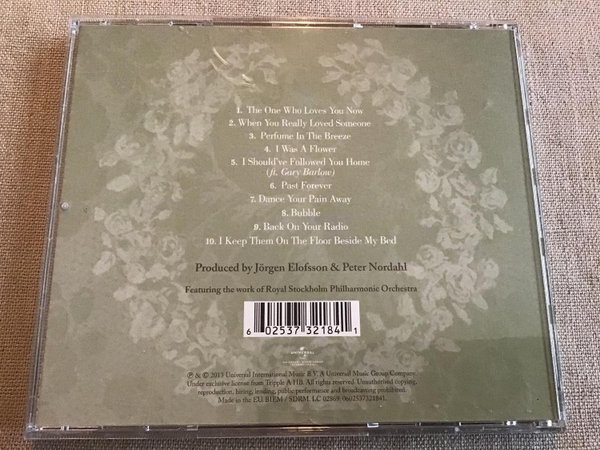 1. The One Who Loves You Now
2. When You Really Loved Someone
3. Perfume In The Breeze
4. I Was A Flower
5. I Should've Followed You Home
(ft. Gary Barlow)
6. Past Forever
7. Dance Your Pain Away
8. Bubble
9. Back On Your Radio
10. I Keep Them On The Floor Beside My Bed
Produced by Jörgen Elofsson & Peter Nordahl
Featuring the work of Royal Stockholm Philharmonic Orchestra
6 02537 32184 1
UNIVERSAL
℗ & © 2013 Universal International Music B.V. & Universal Music Group Company.
Under exclusive license from Tripple A HB. All rights reserved. Unauthorised copying,
reproduction, hiring, lending, public performance and broadcasting prohibited.
Made in the E.U. BIEM / SDRM. LC 02869. 0602537321841.